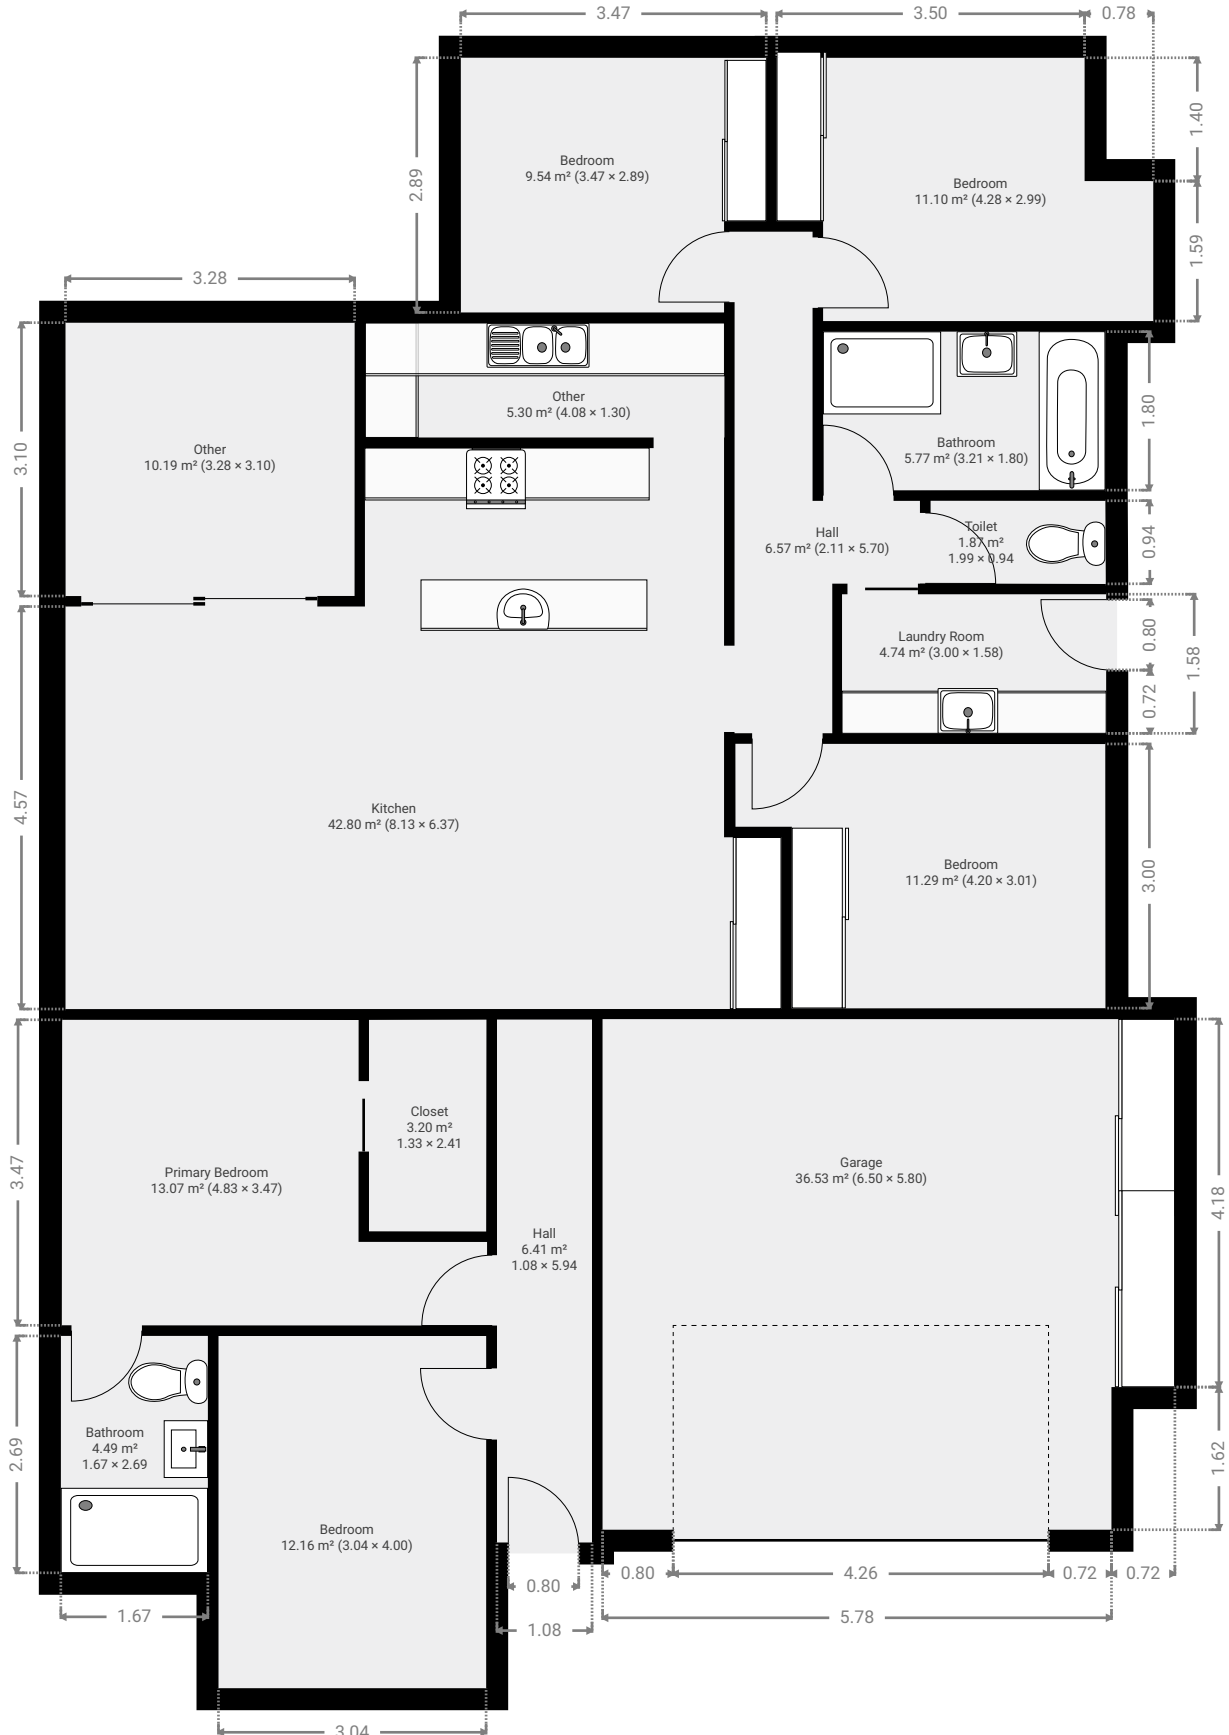 3.47
3.50
0.78
2.89
1.40
Bedroom
9.54 m² (3.47 × 2.89)
Bedroom
11.10 m² (4.28 × 2.99)
1.59
3.28
3.10
Other
10.19 m² (3.28 × 3.10)
Other
5.30 m² (4.08 × 1.30)
Bathroom
5.77 m² (3.21 × 1.80)
1.80
Hall
6.57 m² (2.11 × 5.70)
Toilet
1.87 m²
1.99 × 0.94
0.94
Laundry Room
4.74 m² (3.00 × 1.58)
0.80
1.58
0.72
4.57
Kitchen
42.80 m² (8.13 × 6.37)
Bedroom
11.29 m² (4.20 × 3.01)
3.00
Closet
3.20 m²
1.33 × 2.41
3.47
Primary Bedroom
13.07 m² (4.83 × 3.47)
Garage
36.53 m² (6.50 × 5.80)
4.18
Hall
6.41 m²
1.08 × 5.94
2.69
Bathroom
4.49 m²
1.67 × 2.69
1.62
Bedroom
12.16 m² (3.04 × 4.00)
0.80
0.80
4.26
0.72
0.72
1.67
1.08
5.78
3.04